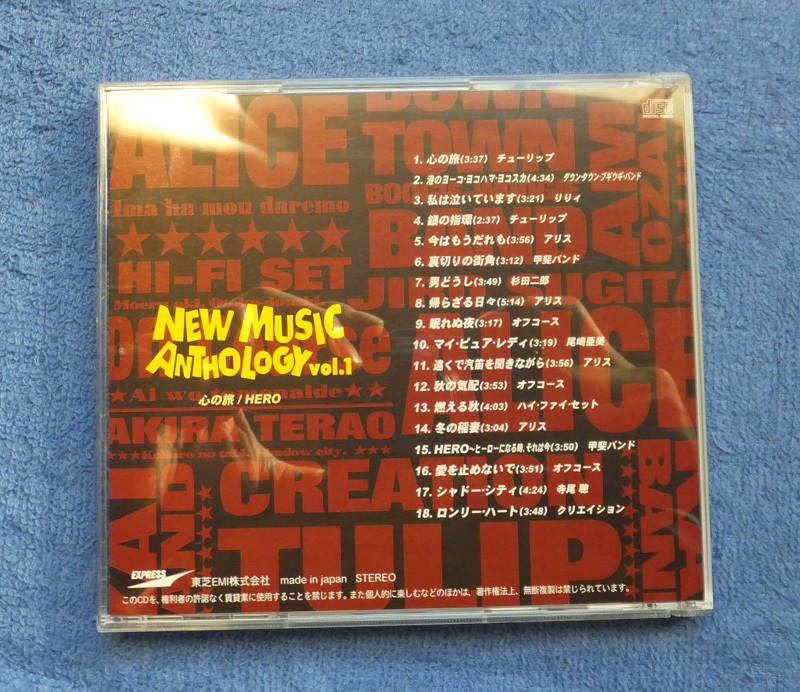 DOWN
ALICE
TOWN
AMI
OZAKI
BOOGIE-WOOGIE
BAND
Ima ha mou daremo
★★★★★★
HI-FI SET
JIRO SUGITA
ALICE
disc
1. 心の旅(3:37) チューリップ
2. 港のヨーコ・ヨコハマ・ヨコスカ(4:34) ダウン・タウン・ブギウギ・バンド
3. 私は泣いています(3:21) りりィ
4. 銀の指環(2:37) チューリップ
5. 今はもうだれも(3:56) アリス
6. 裏切りの街角(3:12) 甲斐バンド
7. 男どうし(3:49) 杉田二郎
8. 帰らざる日々(5:14) アリス
9. 眠れぬ夜(3:17) オフコース
10. マイ・ピュア・レディ(3:19) 尾崎亜美
11. 遠くで汽笛を聞きながら(3:56) アリス
12. 秋の気配(3:53) オフコース
13. 燃える秋(4:03) ハイ・ファイ・セット
14. 冬の稲妻(3:04) アリス
15. HERO~ヒーローになる時、それは今(3:50) 甲斐バンド
16. 愛を止めないで(3:51) オフコース
17. シャドー・シティ(4:24) 寺尾 聰
18. ロンリー・ハート(3:48) クリエイション
NEW MUSIC
ANTHOLOGY vol.1
心の旅 / HERO
★★Ai wo tomenaide★★
AKIRA TERAO
CREATION
BAND
TULIP
EXPRESS
東芝EMI株式会社 made in japan STEREO
このCDを、権利者の許諾なく賃貸業に使用することを禁じます。また個人的に楽しむなどのほかは、著作権法上、無断複製は禁じられています。